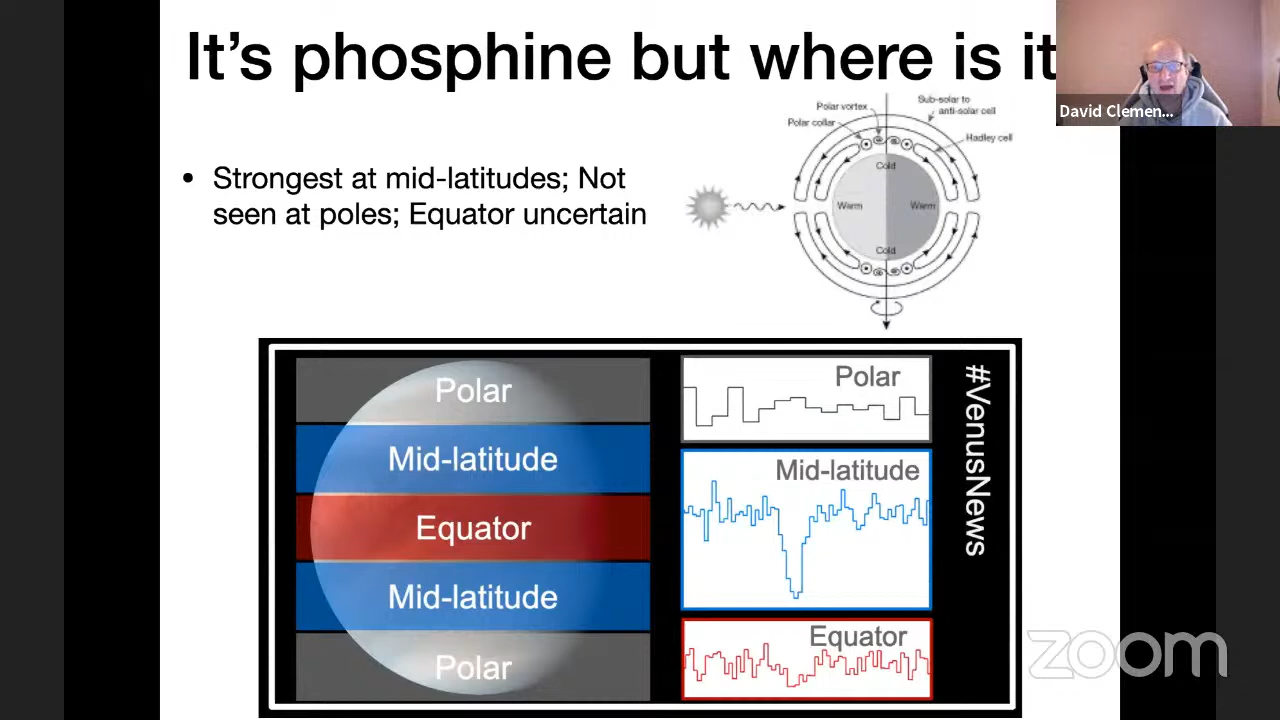 It's phosphine but where is it
David Clemen...
Polar vortex
Sub-solar to
anti-solar cell
Polar collar
Hadley cell
Cold
Warm
Warm
Cold
• Strongest at mid-latitudes; Not
seen at poles; Equator uncertain
Polar
Mid-latitude
Equator
Mid-latitude
Polar
Polar
Mid-latitude
Equator
#VenusNews
zoom